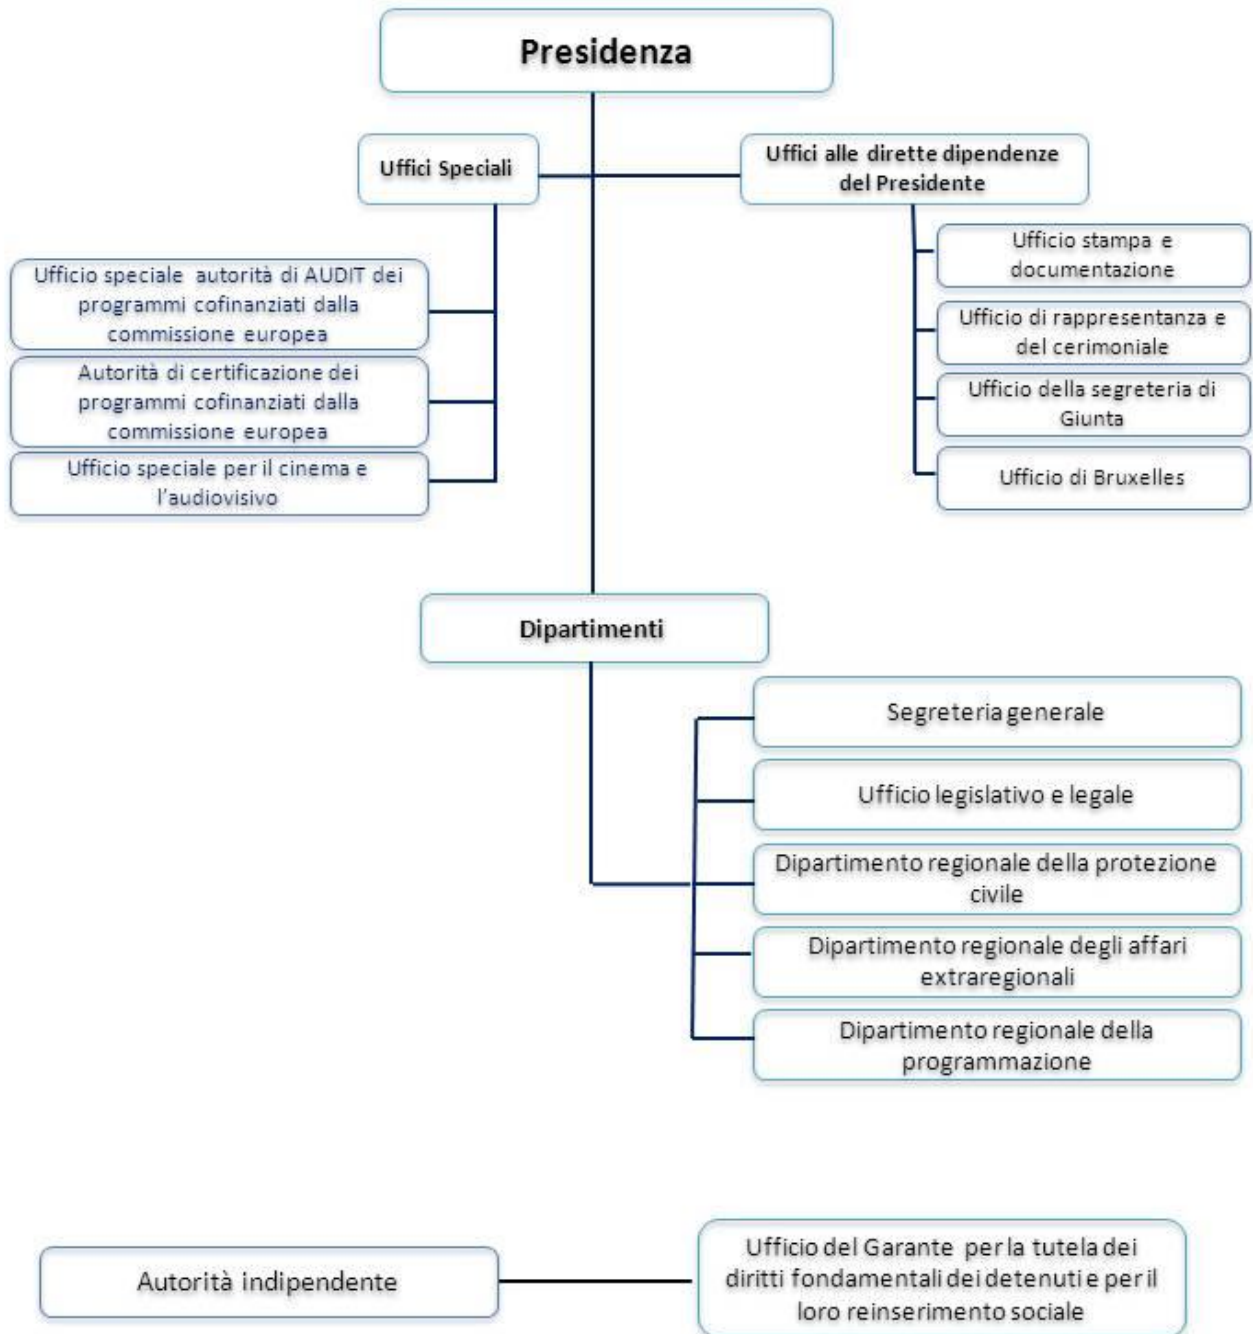 Presidenza
Uffici Speciali
Uffici alle dirette dipendenze
del Presidente
Ufficio speciale autorità di AUDIT dei
programmi cofinanziati dalla
commissione europea
Autorità di certificazione dei
programmi cofinanziati dalla
commissione europea
Ufficio speciale per il cinema e
l'audiovisivo
Ufficio stampa e
documentazione
Ufficio di rappresentanza e
del cerimoniale
Ufficio della segreteria di
Giunta
Ufficio di Bruxelles
Dipartimenti
Segreteria generale
Ufficio legislativo e legale
Dipartimento regionale della protezione
civile
Dipartimento regionale degli affari
extraregionali
Dipartimento regionale della
programmazione
Autorità indipendente
Ufficio del Garante per la tutela dei
diritti fondamentali dei detenuti e per il
loro reinserimento sociale